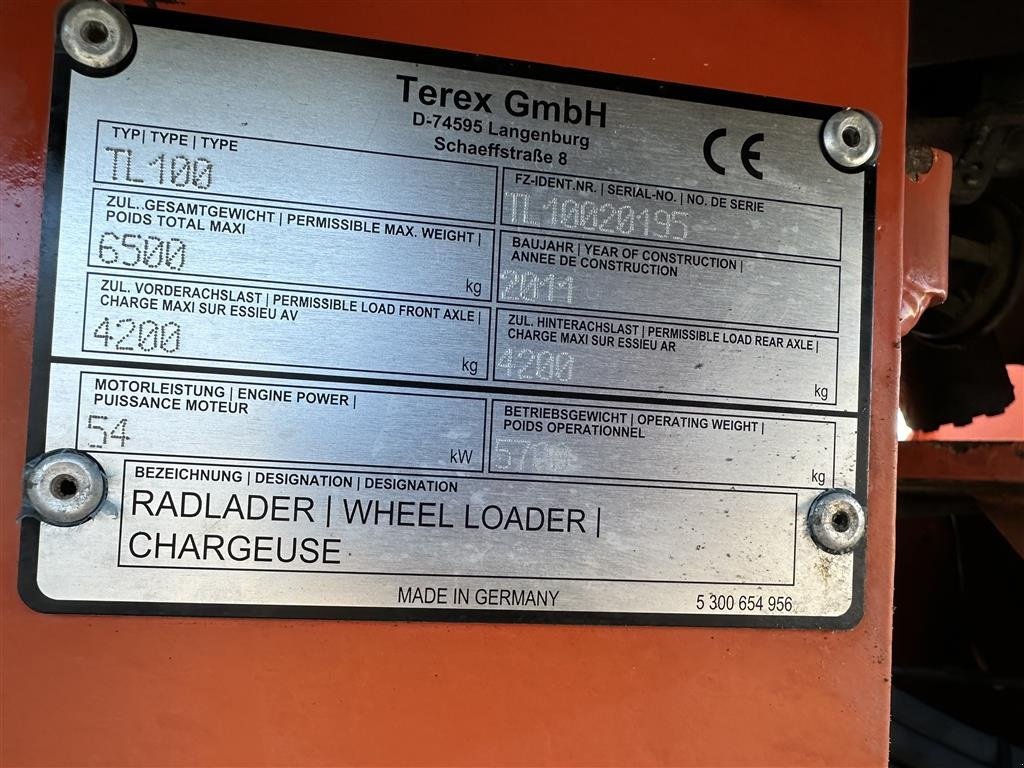 Terex GmbH
D-74595 Langenburg
Schaeffstraße 8
CE
TYP| TYPE | TYPE
TL100
FZ-IDENT.NR. | SERIAL-NO. | NO. DE SERIE
TL10020195
ZUL..GESAMTGEWICHT | PERMISSIBLE MAX. WEIGHT |
POIDS TOTAL MAXI
6500
kg
BAUJAHR | YEAR OF CONSTRUCTION |
ANNEE DE CONSTRUCTION
2011
ZUL. VORDERACHSLAST | PERMISSIBLE LOAD FRONT AXLE |
CHARGE MAXI SUR ESSIEU AV
4200
kg
ZUL. HINTERACHSLAST | PERMISSIBLE LOAD REAR AXLE |
CHARGE MAXI SUR ESSIEU AR
4200
kg
MOTORLEISTUNG | ENGINE POWER |
PUISSANCE MOTEUR
54
kW
BETRIEBSGEWICHT | OPERATING WEIGHT |
POIDS OPERATIONNEL
kg
BEZEICHNUNG | DESIGNATION | DESIGNATION
RADLADER | WHEEL LOADER |
CHARGEUSE
MADE IN GERMANY
5 300 654 956